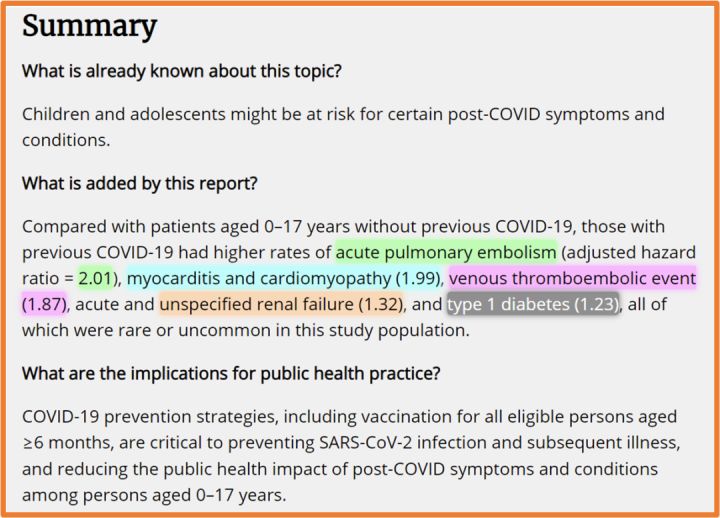 Summary
What is already known about this topic?
Children and adolescents might be at risk for certain post-COVID symptoms and
conditions.
What is added by this report?
Compared with patients aged 0–17 years without previous COVID-19, those with
previous COVID-19 had higher rates of acute pulmonary embolism (adjusted hazard
ratio = 2.01), myocarditis and cardiomyopathy (1.99), venous thromboembolic event
(1.87), acute and unspecified renal failure (1.32), and type 1 diabetes (1.23), all of
which were rare or uncommon in this study population.
What are the implications for public health practice?
COVID-19 prevention strategies, including vaccination for all eligible persons aged
≥6 months, are critical to preventing SARS-CoV-2 infection and subsequent illness,
and reducing the public health impact of post-COVID symptoms and conditions
among persons aged 0–17 years.